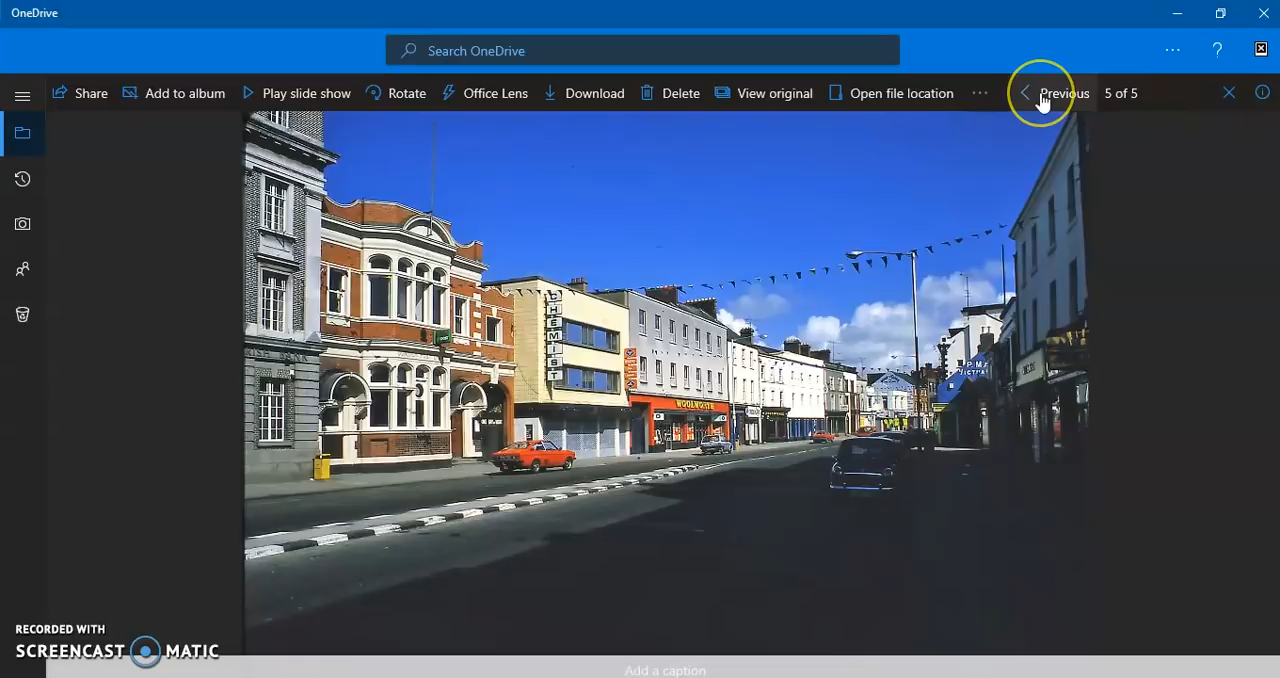 OneDrive
Search OneDrive
Share
Add to album
Play slide show
Rotate
Office Lens
Download
Delete
View original
Open file location
Previous
5 of 5
CHEMIST
WOOLWORTH
RECORDED WITH
SCREENCAST MATIC
Add a caption